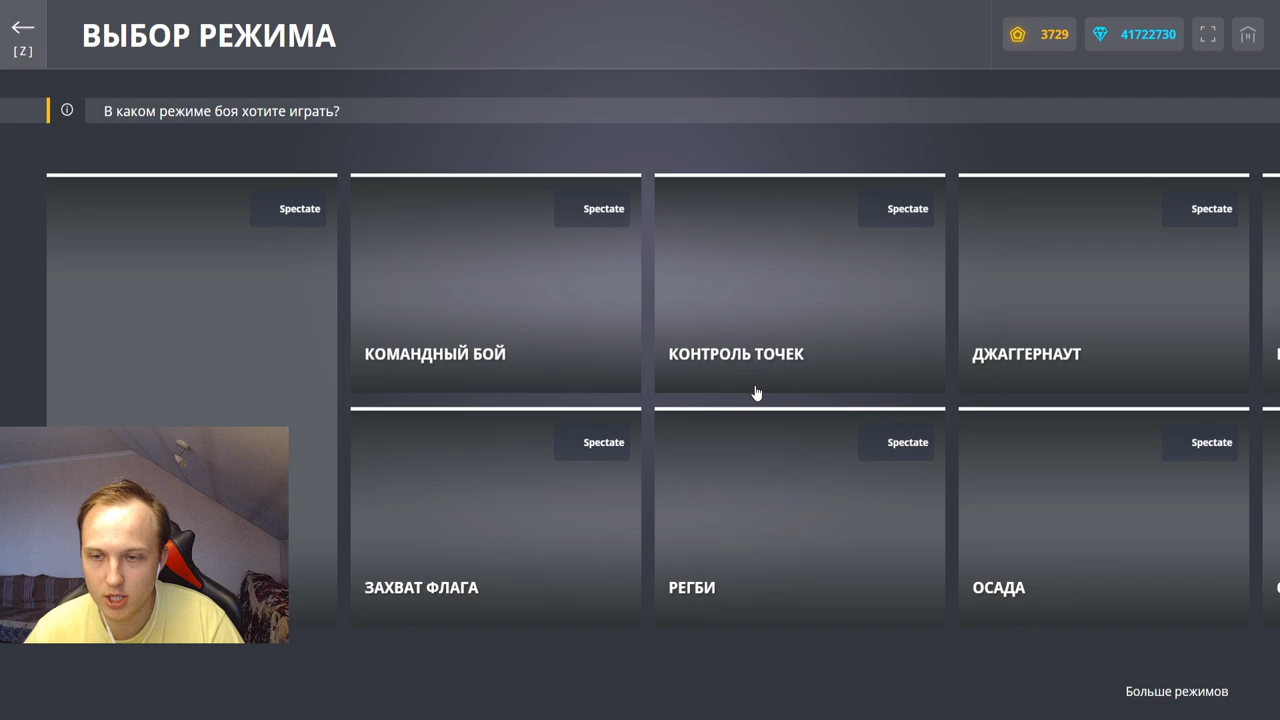 [Z]
ВЫБОР РЕЖИМА
3729
41722730
В каком режиме боя хотите играть?
Spectate
Spectate
Spectate
Spectate
КОМАНДНЫЙ БОЙ
КОНТРОЛЬ ТОЧЕК
ДЖАГГЕРНАУТ
Spectate
Spectate
Spectate
ЗАХВАТ ФЛАГА
РЕГБИ
ОСАДА
Больше режимов